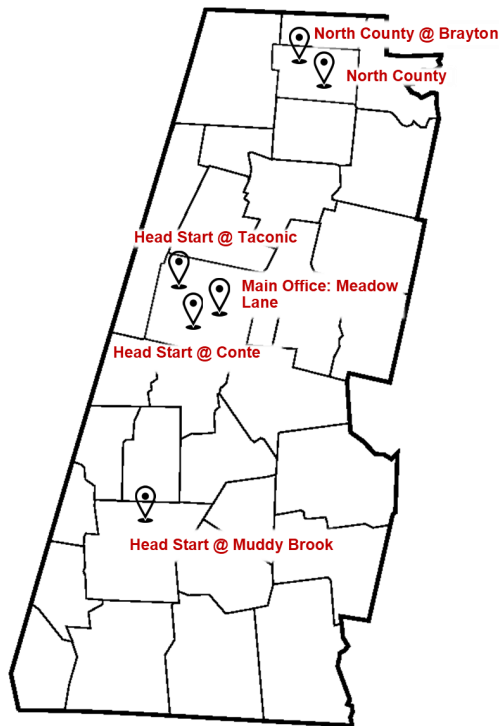 North County @ Brayton
North County
Head Start @ Taconic
Main Office: Meadow
Lane
Head Start @ Conte
Head Start @ Muddy Brook